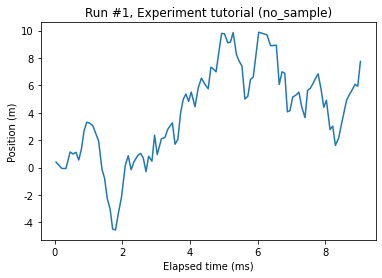 Run #1, Experiment tutorial (no_sample)
Position (m)
10
8
6
4
2
0
-2
-4
0 2 4 6 8
Elapsed time (ms)